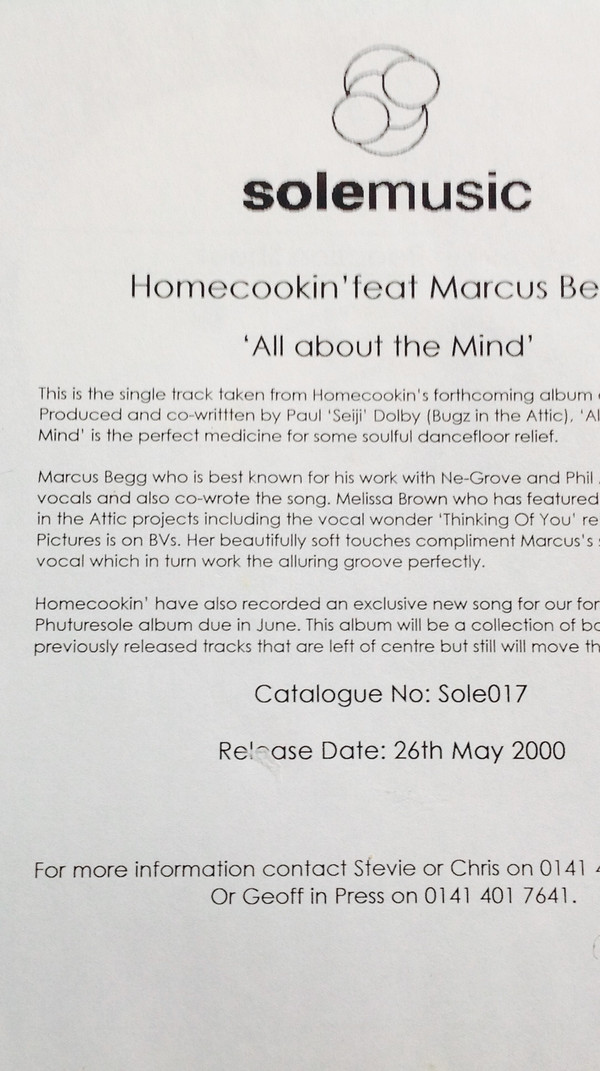 solemusic
Homecookin'feat Marcus Be
'All about the Mind'
This is the single track taken from Homecookin's forthcoming album
Produced and co-writtten by Paul 'Seiji' Dolby (Bugz in the Attic), 'Al
Mind' is the perfect medicine for some soulful dancefloor relief.
Marcus Begg who is best known for his work with Ne-Grove and Phil
vocals and also co-wrote the song. Melissa Brown who has featured
in the Attic projects including the vocal wonder 'Thinking Of You' re
Pictures is on BVs. Her beautifully soft touches compliment Marcus's
vocal which in turn work the alluring groove perfectly.
Homecookin' have also recorded an exclusive new song for our for
Phuturesole album due in June. This album will be a collection of bo
previously released tracks that are left of centre but still will move th
Catalogue No: Sole017
Release Date: 26th May 2000
For more information contact Stevie or Chris on 0141 4
Or Geoff in Press on 0141 401 7641.